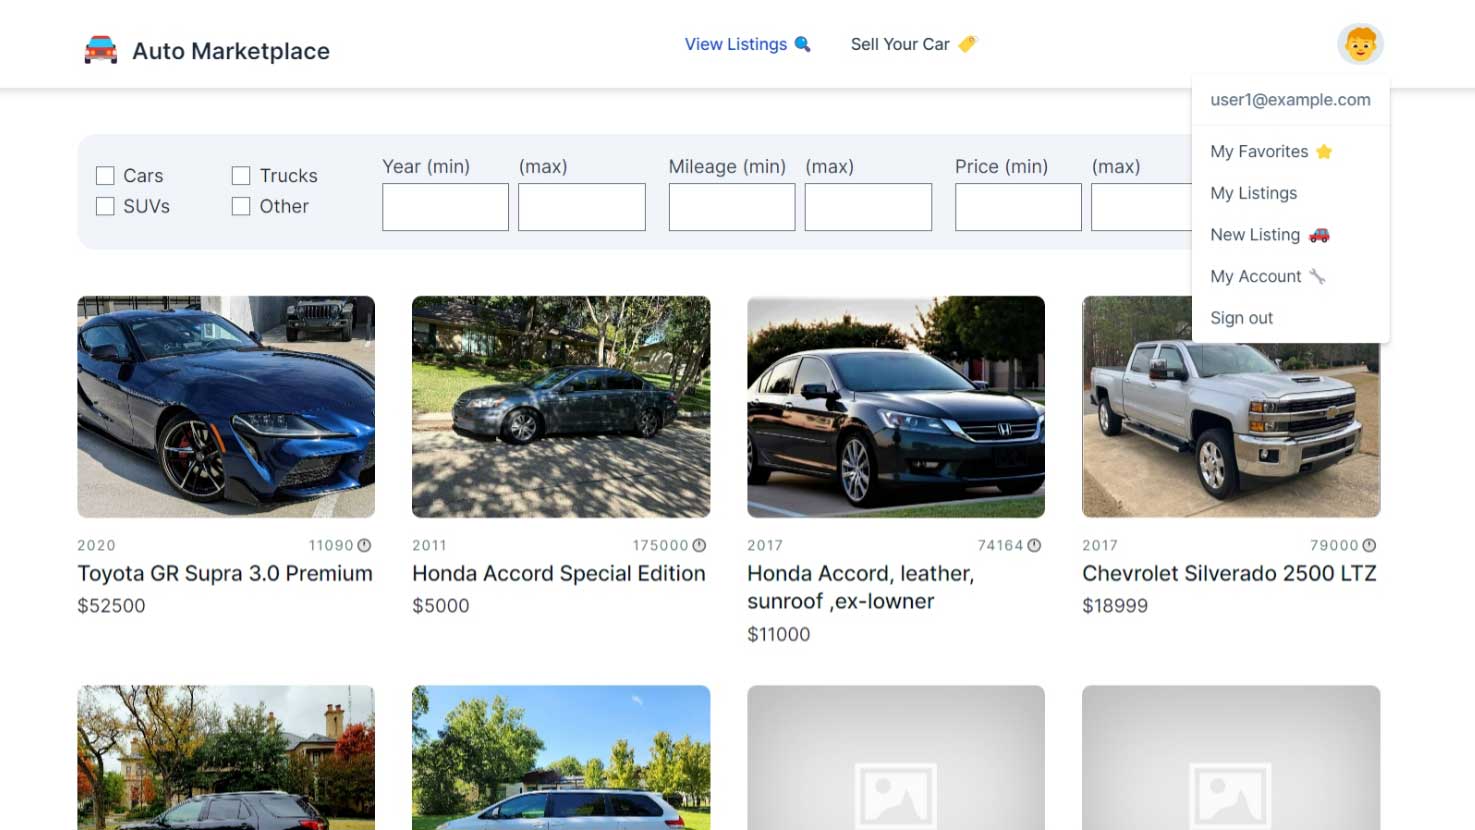 Auto Marketplace
View Listings
Sell Your Car
user1@example.com
My Favorites
My Listings
New Listing
My Account
Sign out
Cars
Trucks
SUVs
Other
Year (min)
(max)
Mileage (min)
(max)
Price (min)
(max)
2020
11090
Toyota GR Supra 3.0 Premium
$52500
2011
175000
Honda Accord Special Edition
$5000
2017
74164
Honda Accord, leather,
sunroof ,ex-lowner
$11000
2017
79000
Chevrolet Silverado 2500 LTZ
$18999